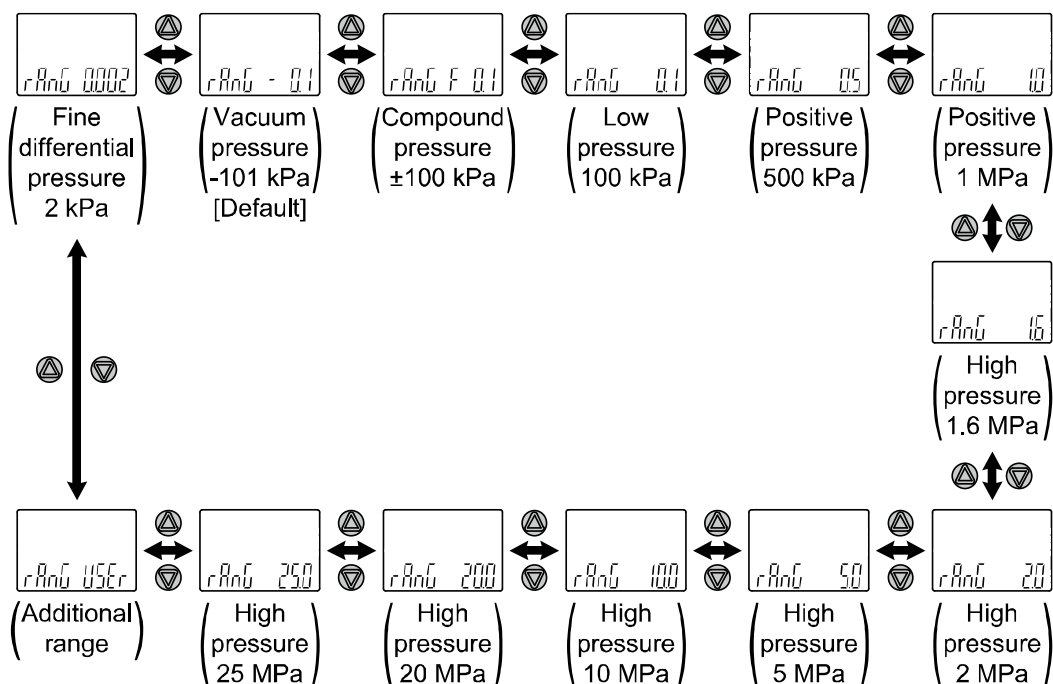 rAnG 0.002
Fine
differential
pressure
2 kPa
rAnG - 0.1
Vacuum
pressure
-101 kPa
[Default]
rAnG F 0.1
Compound
pressure
±100 kPa
rAnG 0.1
Low
pressure
100 kPa
rAnG 0.5
Positive
pressure
500 kPa
rAnG 1.0
Positive
pressure
1 MPa
rAnG 1.6
High
pressure
1.6 MPa
rAnG USEr
Additional
range
rAnG 25.0
High
pressure
25 MPa
rAnG 20.0
High
pressure
20 MPa
rAnG 10.0
High
pressure
10 MPa
rAnG 5.0
High
pressure
5 MPa
rAnG 2.0
High
pressure
2 MPa